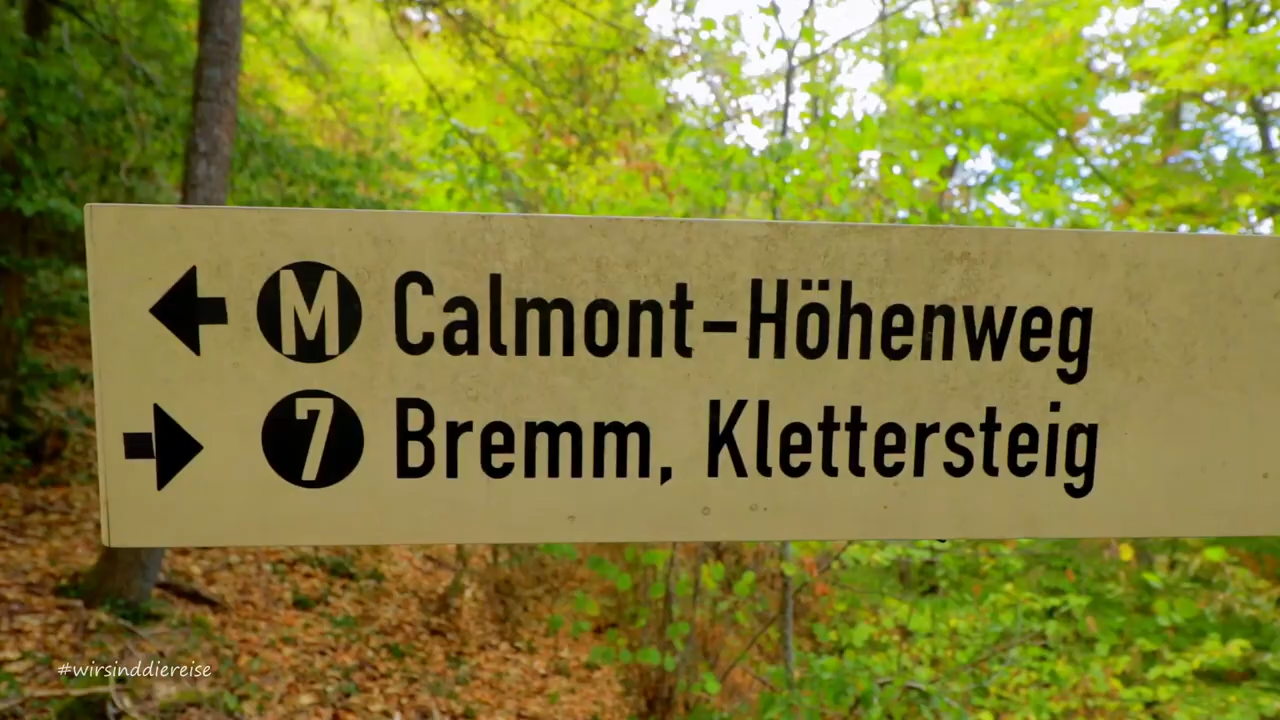 ← M Calmont-Höhenweg
→ 7 Bremm, Klettersteig
#wirsinddiereise